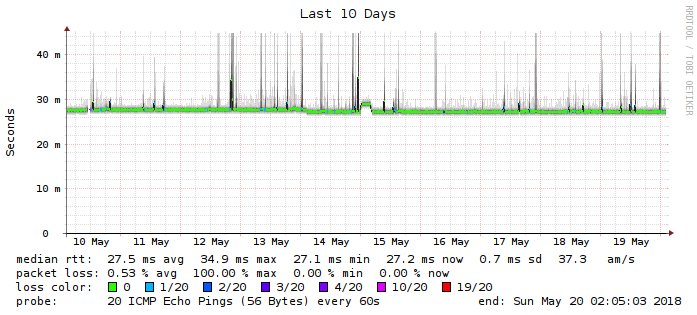 Last 10 Days
RRDTOOL / TOBI OETIKER
Seconds
40 m
30 m
20 m
10 m
0
10 May 11 May 12 May 13 May 14 May 15 May 16 May 17 May 18 May 19 May
median rtt: 27.5 ms avg 34.9 ms max 27.1 ms min 27.2 ms now 0.7 ms sd 37.3 am/s
packet loss: 0.53 % avg 100.00 % max 0.00 % min 0.00 % now
loss color: 0 1/20 2/20 3/20 4/20 10/20 19/20
probe: 20 ICMP Echo Pings (56 Bytes) every 60s end: Sun May 20 02:05:03 2018